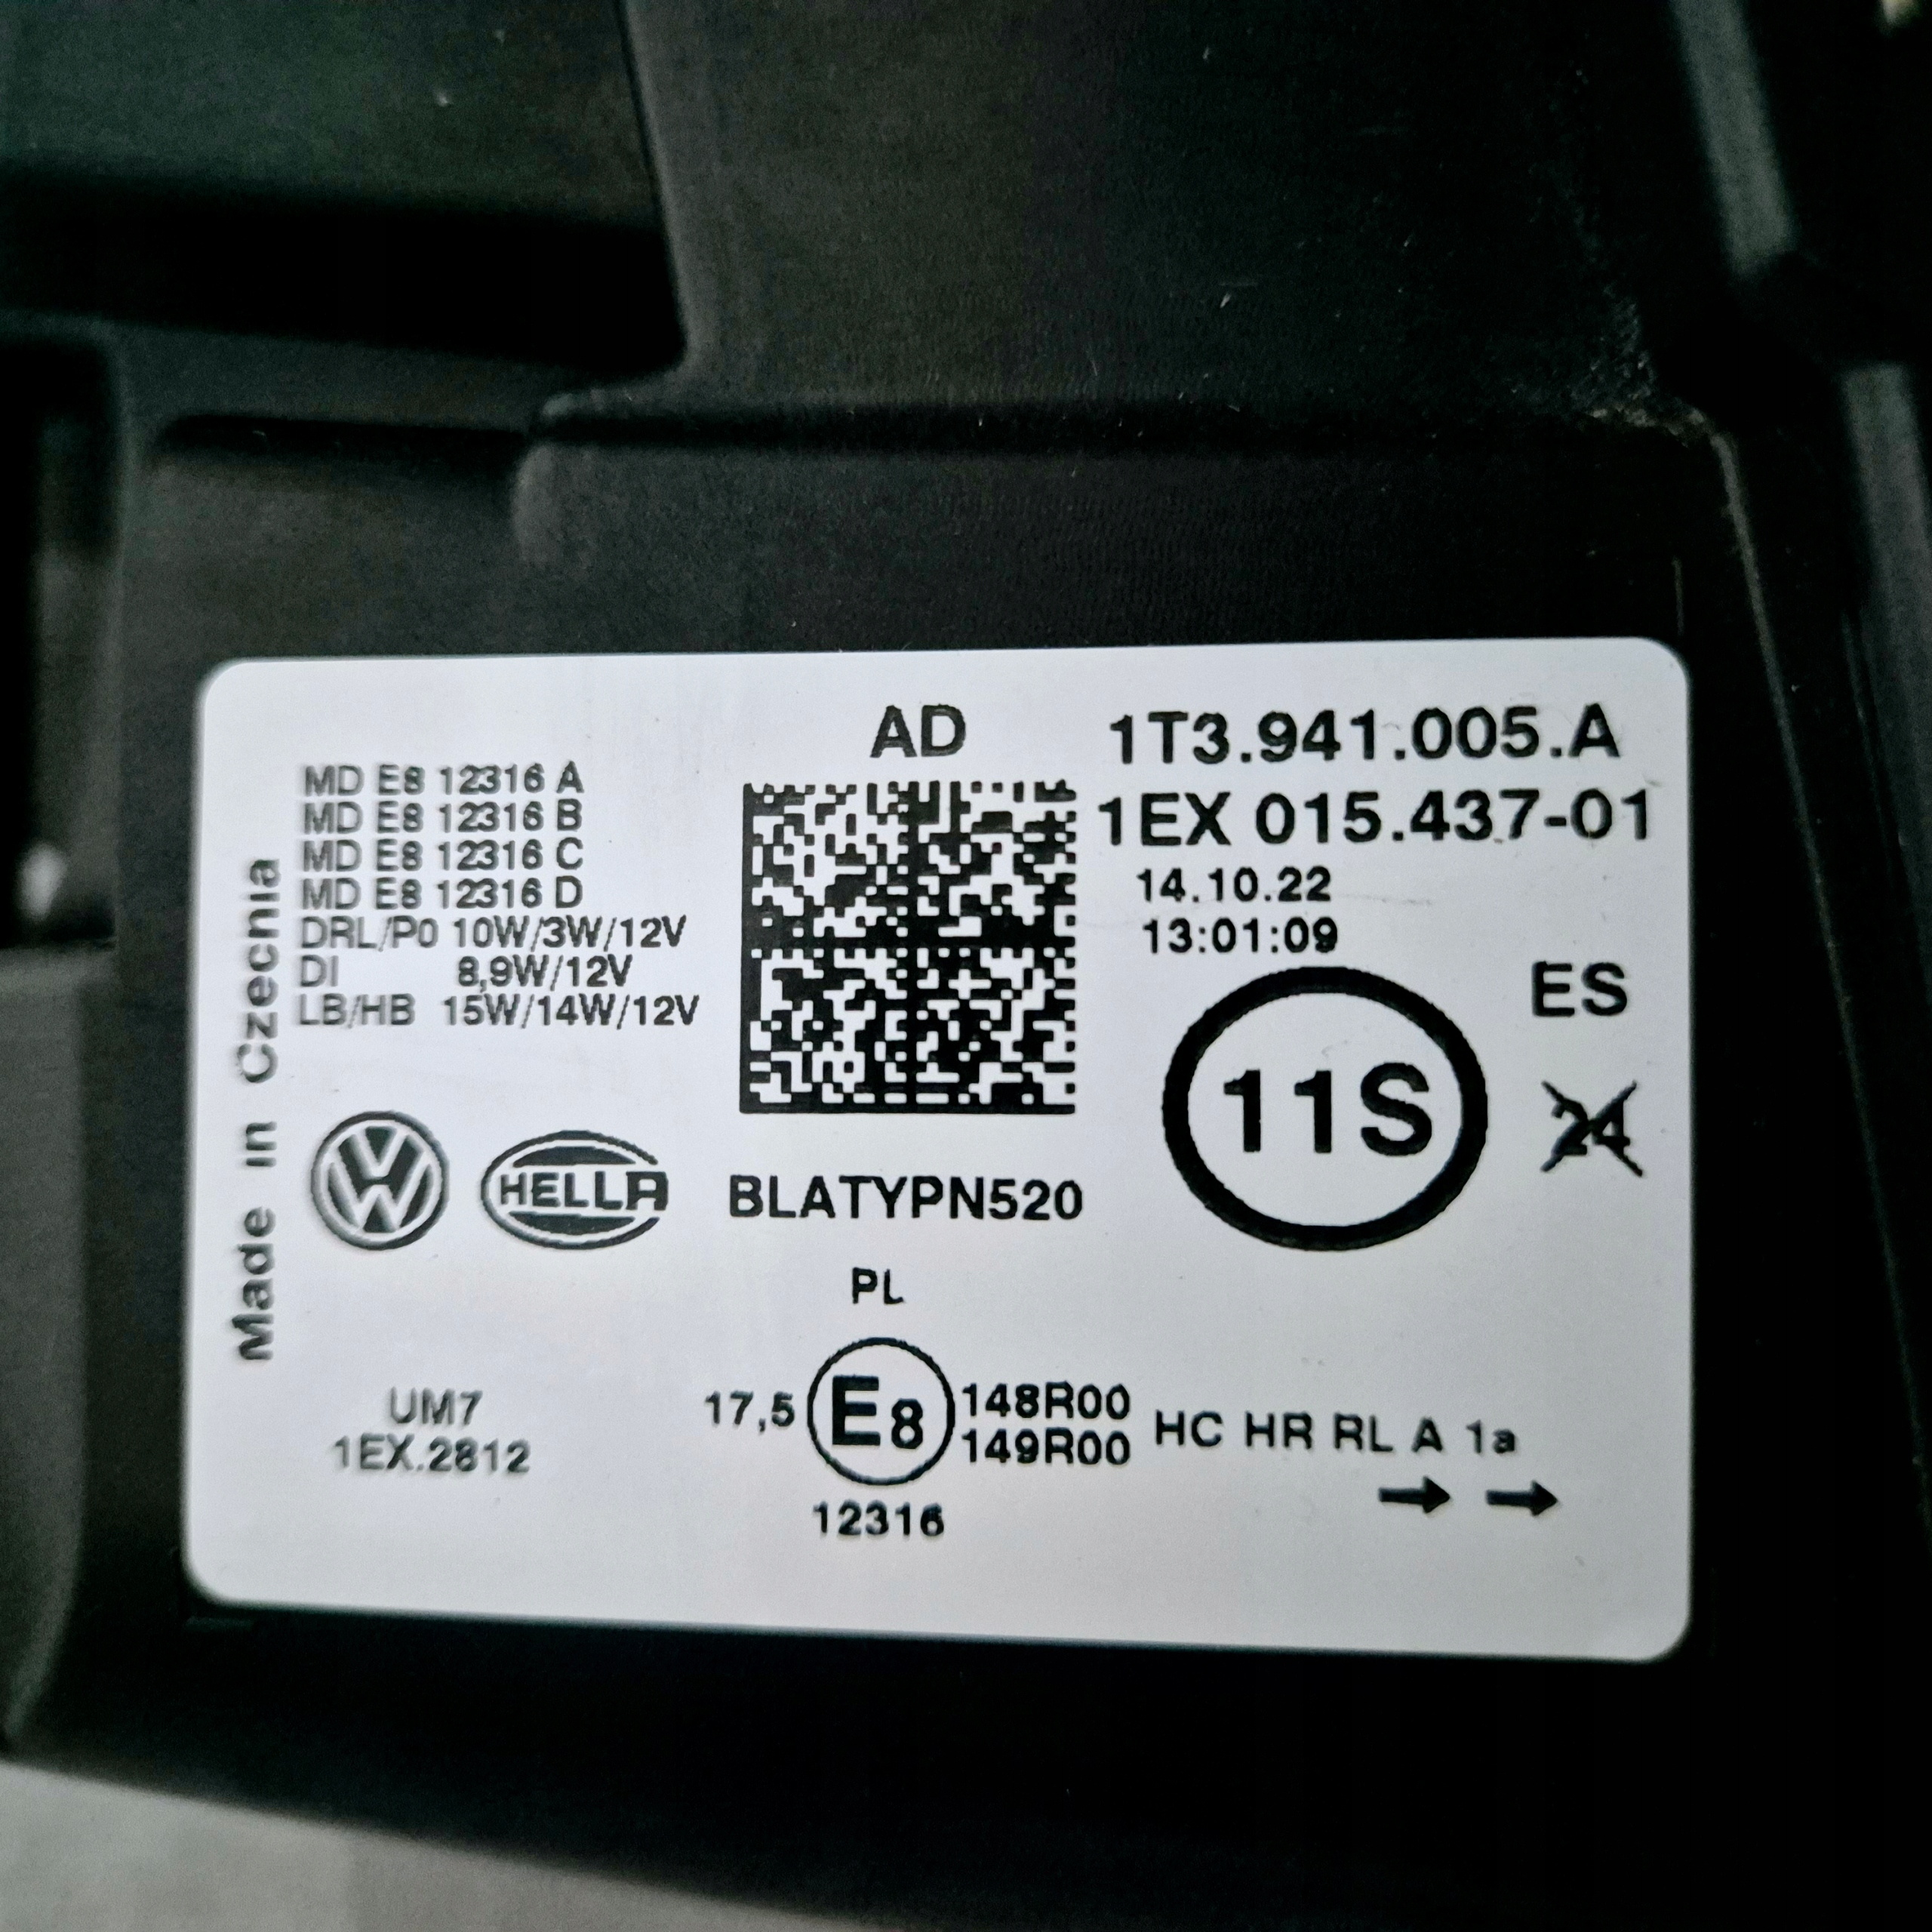 Made in Czecnia
MD E8 12316 A
MD E8 12316 B
MD E8 12316 C
MD E8 12316 D
DRL/P0 10W/3W/12V
DI 8,9W/12V
LB/HB 15W/14W/12V
HELLA
UM7
1EX.2812
AD
BLATYPN520
PL
1T3.941.005.A
1EX 015.437-01
14.10.22
13:01:09
ES
11S
24
17,5 E8 148R00
149R00
HC HR RL A 1a
→ →
12316